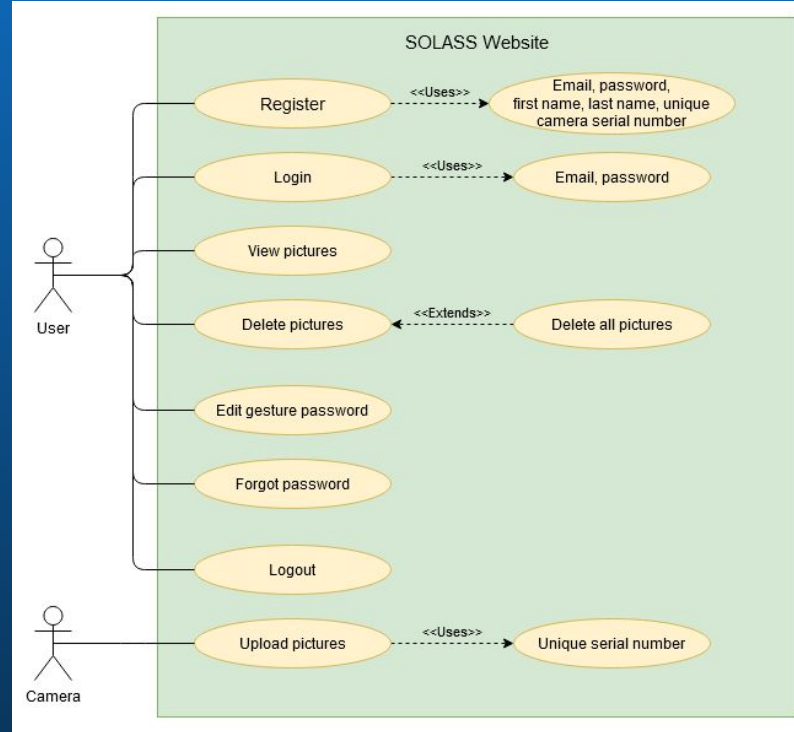 SOLASS Website
Register
<<Uses>>
Email, password,
first name, last name, unique
camera serial number
Login
<<Uses>>
Email, password
View pictures
User
Delete pictures
<<Extends>>
Delete all pictures
Edit gesture password
Forgot password
Logout
Camera
Upload pictures
<<Uses>>
Unique serial number